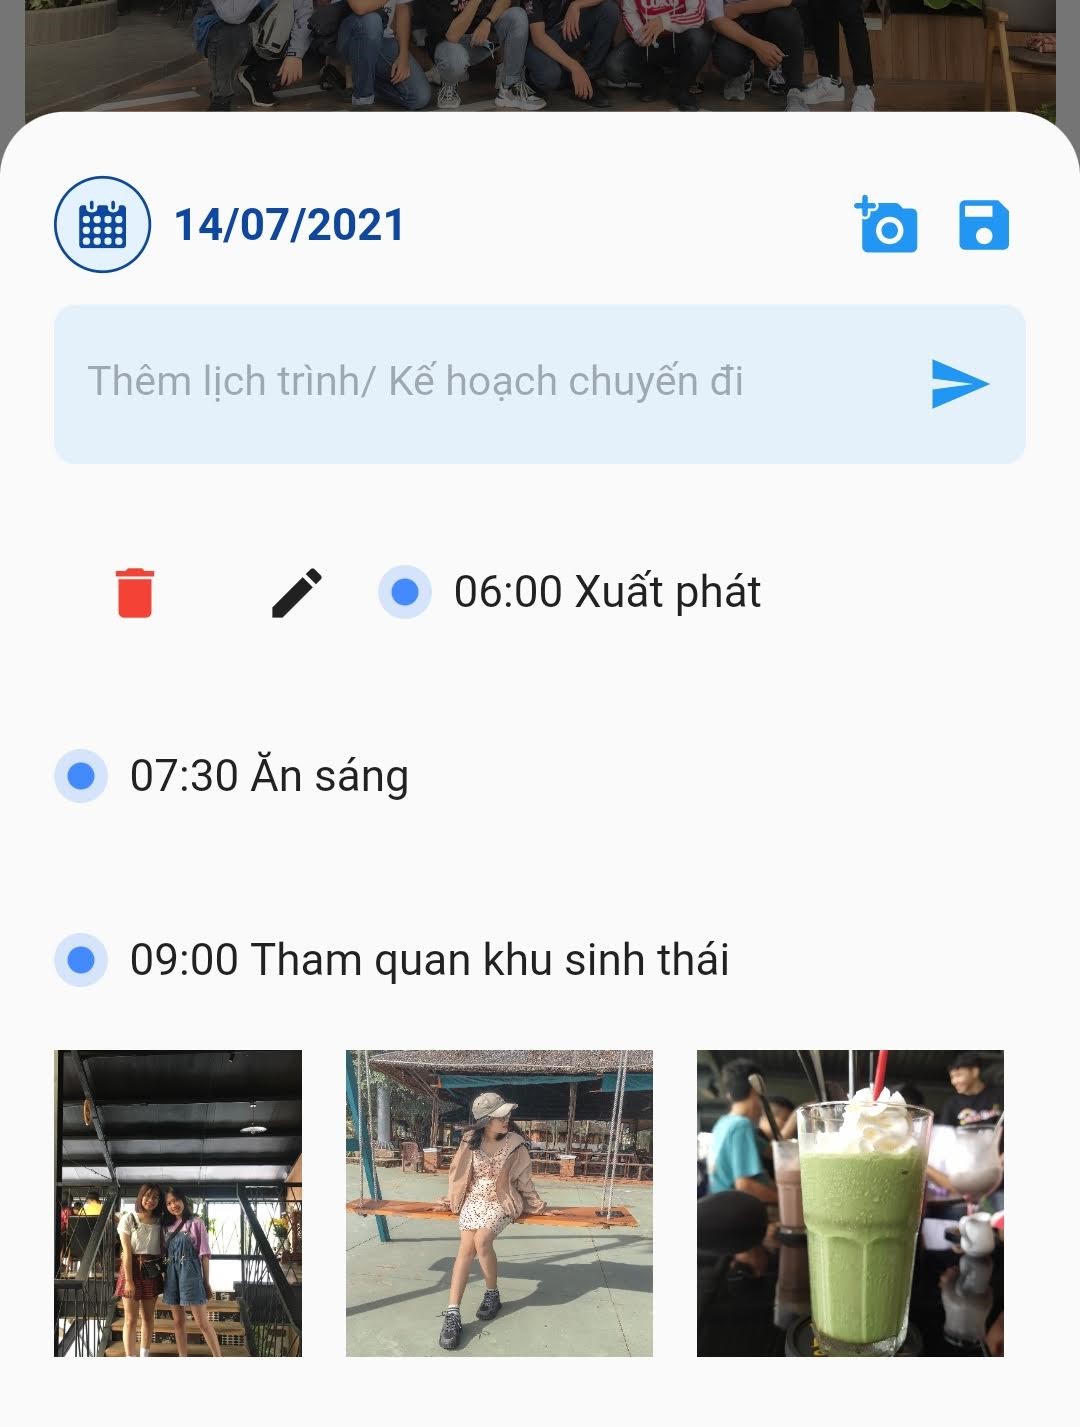 14/07/2021
Thêm lịch trình/ Kế hoạch chuyến đi
06:00 Xuất phát
07:30 Ăn sáng
09:00 Tham quan khu sinh thái